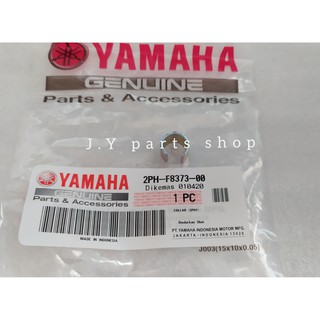 YAMAHA
GENUINE
Parts & Accessories
J.Y parts shop
YAMAHA
GENUINE
Parts & Accessories
2PH-F8373-00
Dikemas 010420
1 PC
PT.YAMAHA INDONESIA MOTOR MFG.
JAKARTA-INDONESIA 13920
MADE IN INDONESIA
J003(15x10x0.05)